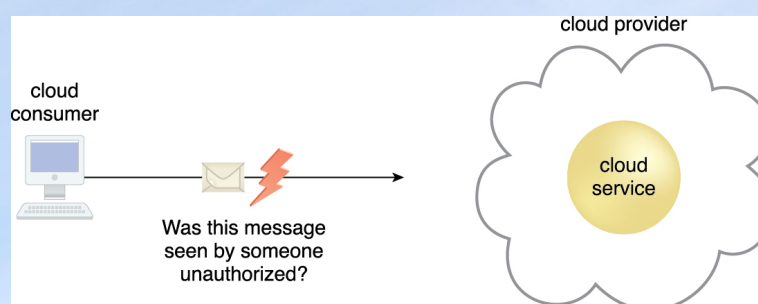 cloud provider
cloud
consumer
cloud
service
Was this message
seen by someone
unauthorized?